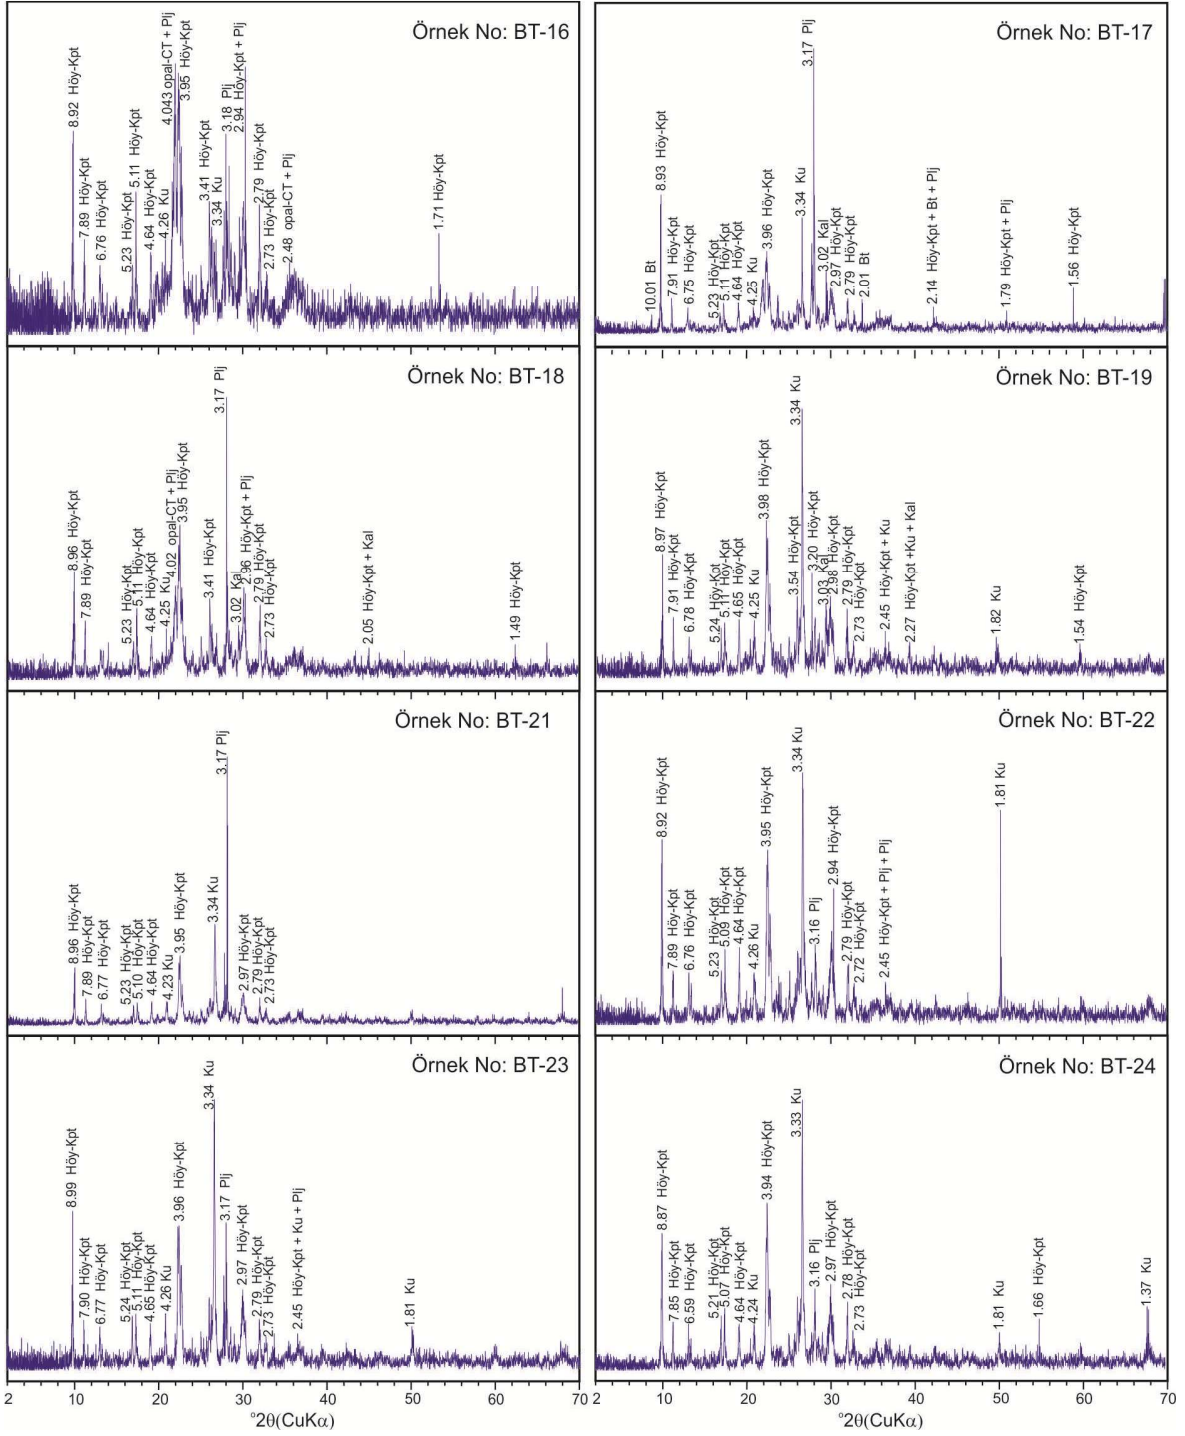 Örnek No: BT-16
8.92 Höy-Kpt
7.89 Höy-Kpt
6.76 Höy-Kpt
5.23 Höy-Kpt
5.11 Höy-Kpt
4.64 Höy-Kpt
4.26 Ku
4.043 opal-CT + Plj
3.95 Höy-Kpt
3.41 Höy-Kpt
3.34 Ku
3.18 Plj
2.94 Höy-Kpt + Plj
2.79 Höy-Kpt
2.73 Höy-Kpt
2.48 opal-CT + Plj
1.71 Höy-Kpt
Örnek No: BT-17
10.01 Bt
8.93 Höy-Kpt
7.91 Höy-Kpt
6.75 Höy-Kpt
5.23 Höy-Kpt
5.11 Höy-Kpt
4.64 Höy-Kpt
4.25 Ku
3.96 Höy-Kpt
3.34 Ku
3.17 Plj
3.02 Kal
2.97 Höy-Kpt
2.79 Höy-Kpt
2.01 Bt
2.14 Höy-Kpt + Bt + Plj
1.79 Höy-Kpt + Plj
1.56 Höy-Kpt
Örnek No: BT-18
8.96 Höy-Kpt
7.89 Höy-Kpt
5.23 Höy-Kpt
5.11 Höy-Kpt
4.64 Höy-Kpt
4.25 Ku
4.02 opal-CT + Plj
3.95 Höy-Kpt
3.41 Höy-Kpt
3.17 Plj
3.02 Kal
2.96 Höy-Kpt + Plj
2.79 Höy-Kpt
2.73 Höy-Kpt
2.05 Höy-Kpt + Kal
1.49 Höy-Kpt
Örnek No: BT-19
8.97 Höy-Kpt
7.91 Höy-Kpt
6.78 Höy-Kpt
5.24 Höy-Kpt
5.11 Höy-Kpt
4.65 Höy-Kpt
4.25 Ku
3.98 Höy-Kpt
3.54 Höy-Kpt
3.34 Ku
3.20 Höy-Kpt
3.03 Kal
2.98 Höy-Kpt
2.79 Höy-Kpt
2.73 Höy-Kpt
2.45 Höy-Kpt + Ku
2.27 Höy-Kpt +Ku + Kal
1.82 Ku
1.54 Höy-Kpt
Örnek No: BT-21
8.96 Höy-Kpt
7.89 Höy-Kpt
6.77 Höy-Kpt
5.23 Höy-Kpt
5.10 Höy-Kpt
4.64 Höy-Kpt
4.23 Ku
3.95 Höy-Kpt
3.34 Ku
3.17 Plj
2.97 Höy-Kpt
2.79 Höy-Kpt
2.73 Höy-Kpt
Örnek No: BT-22
8.92 Höy-Kpt
7.89 Höy-Kpt
6.76 Höy-Kpt
5.23 Höy-Kpt
5.09 Höy-Kpt
4.64 Höy-Kpt
4.26 Ku
3.95 Höy-Kpt
3.34 Ku
3.16 Plj
2.94 Höy-Kpt
2.79 Höy-Kpt
2.72 Höy-Kpt
2.45 Höy-Kpt + Plj + Plj
1.81 Ku
Örnek No: BT-23
8.99 Höy-Kpt
7.90 Höy-Kpt
6.77 Höy-Kpt
5.24 Höy-Kpt
5.11 Höy-Kpt
4.65 Höy-Kpt
4.26 Ku
3.96 Höy-Kpt
3.34 Ku
3.17 Plj
2.97 Höy-Kpt
2.79 Höy-Kpt
2.73 Höy-Kpt
2.45 Höy-Kpt + Ku + Plj
1.81 Ku
Örnek No: BT-24
8.87 Höy-Kpt
7.85 Höy-Kpt
6.59 Höy-Kpt
5.21 Höy-Kpt
5.07 Höy-Kpt
4.64 Höy-Kpt
4.24 Ku
3.94 Höy-Kpt
3.33 Ku
3.16 Plj
2.97 Höy-Kpt
2.78 Höy-Kpt
2.73 Höy-Kpt
1.81 Ku
1.66 Höy-Kpt
1.37 Ku
2 10 20 30 40 50 60 70
°2θ(CuKα)
2 10 20 30 40 50 60 70
°2θ(CuKα)